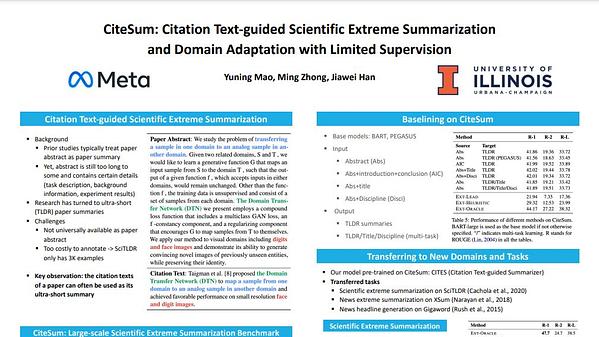 CiteSum: Citation Text-guided Scientific Extreme Summarization
and Domain Adaptation with Limited Supervision
Meta
Yuning Mao, Ming Zhong, Jiawei Han
I
UNIVERSITY OF
ILLINOIS
URBANA-CHAMPAIGN
Citation Text-guided Scientific Extreme Summarization
▪ Background
▪ Prior studies typically treat paper
abstract as paper summary
▪ Yet, abstract is still too long to
some and contains certain details
(task description, background
information, experiment results)
▪ Research has turned to ultra-short
(TLDR) paper summaries
▪ Challenges
▪ Not universally available as paper
abstract
▪ Too costly to annotate -> SciTLDR
only has 3K examples
▪ Key observation: the citation texts
of a paper can often be used as its
ultra-short summary
Paper Abstract: We study the problem of transferring
a sample in one domain to an analog sample in an-
other domain. Given two related domains, S and T, we
would like to learn a generative function G that maps an
input sample from S to the domain T, such that the out-
put of a given function f, which accepts inputs in either
domains, would remain unchanged. Other than the func-
tion f, the training data is unsupervised and consist of a
set of samples from each domain. The Domain Trans-
fer Network (DTN) we present employs a compound
loss function that includes a multiclass GAN loss, an
f-constancy component, and a regularizing component
that encourages G to map samples from T to themselves.
We apply our method to visual domains including digits
and face images and demonstrate its ability to generate
convincing novel images of previously unseen entities,
while preserving their identity.
Citation Text: Taigman et al. [8] proposed the Domain
Transfer Network (DTN) to map a sample from one
domain to an analog sample in another domain and
achieved favorable performance on small resolution face
and digit images.
CiteSum: Large-scale Scientific Extreme Summarization Benchmark
Baselining on CiteSum
▪ Base models: BART, PEGASUS
▪ Input
▪ Abstract (Abs)
▪ Abs+introduction+conclusion (AIC)
▪ Abs+title
▪ Abs+Discipline (Disci)
▪ Output
▪ TLDR summaries
▪ TLDR/Title/Discipline (multi-task)
Method R-1 R-2 R-L
Source Target
Abs TLDR 41.86 19.36 33.72
Abs TLDR (PEGASUS) 41.56 18.63 33.45
AIC TLDR 41.99 19.52 33.89
Abs+Title TLDR 42.02 19.44 33.78
Abs+Disci TLDR 42.01 19.34 33.72
Abs TLDR/Title 41.85 19.21 33.42
Abs TLDR/Title/Disci 41.89 19.51 33.73
EXT-LEAD 21.94 7.35 17.36
EXT-HEURISTIC 29.32 12.53 23.99
EXT-ORACLE 44.17 27.22 38.32
Table 5: Performance of different methods on CiteSum.
BART-large is used as the base model if not otherwise
specified. "/" indicates multi-task learning. R stands for
ROUGE (Lin, 2004) in all the tables.
Transferring to New Domains and Tasks
▪ Our model pre-trained on CiteSum: CITES (Citation Text-guided Summarizer)
▪ Transferred tasks
▪ Scientific extreme summarization on SciTLDR (Cachola et al., 2020)
▪ News extreme summarization on XSum (Narayan et al., 2018)
▪ News headline generation on Gigaword (Rush et al., 2015)
Scientific Extreme Summarization
Method R-1 R-2 R-L
EXT-ORACLE 47.7 24.7 38.5